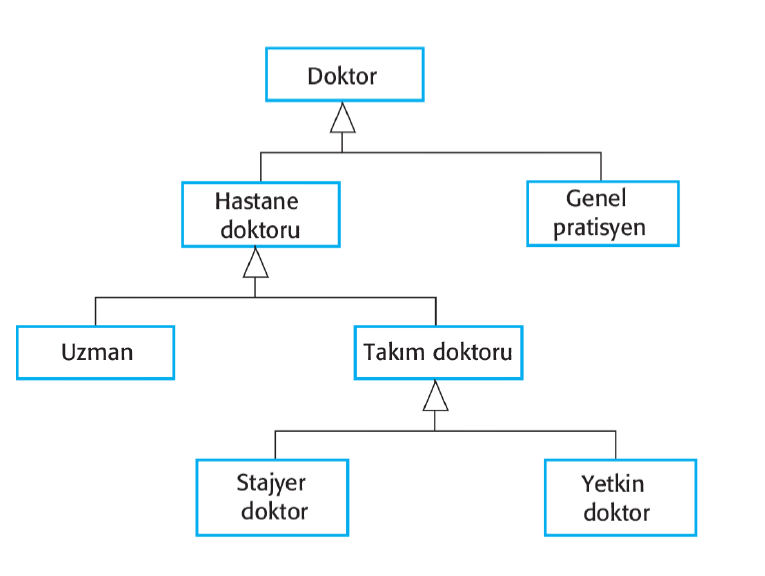 Doktor
Hastane
doktoru
Genel
pratisyen
Uzman
Takım doktoru
Stajyer
doktor
Yetkin
doktor